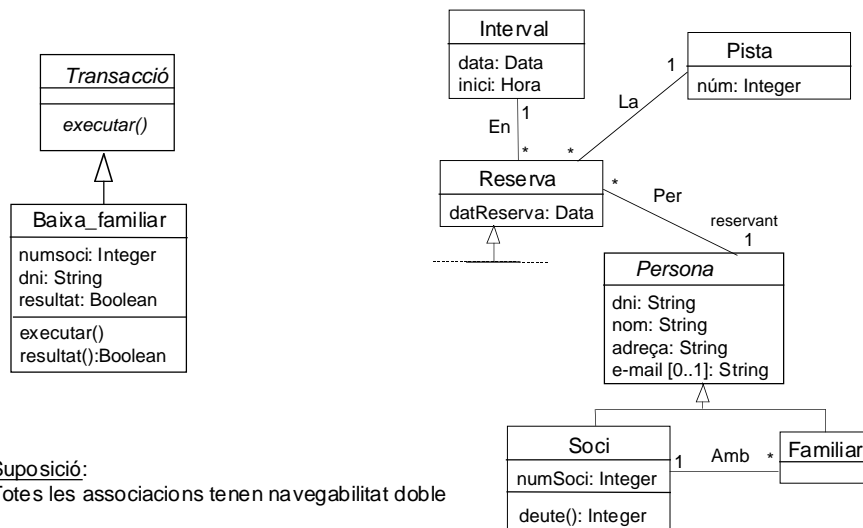 Transacció
executar()
Baixa_familiar
numsoci: Integer
dni: String
resultat: Boolean
executar()
resultat():Boolean
Interval
data: Data
inici: Hora
Pista
núm: Integer
1
La
1
En
*
*
Reserva
datReserva: Data
*
Per
reservant
1
Persona
dni: String
nom: String
adreça: String
e-mail [0..1]: String
Soci
numSoci: Integer
deute(): Integer
1
Amb
*
Familiar
Suposició:
Totes les associacions tenen navegabilitat doble